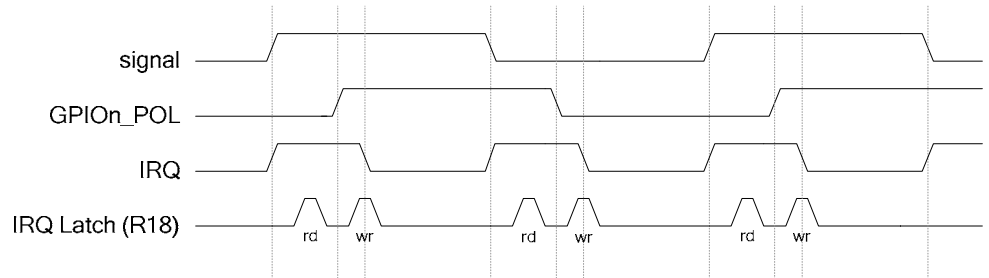 signal
GPIOn_POL
IRQ
IRQ Latch (R18)
rd wr rd wr rd wr